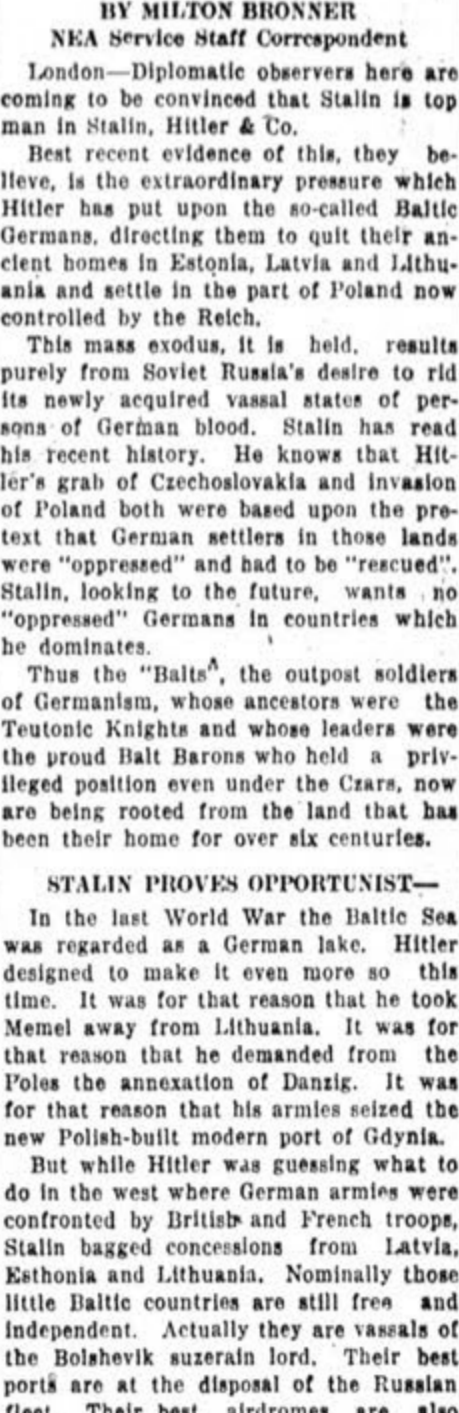 BY MILTON BRONNER
NEA Service Staff Correspondent
London—Diplomatic observers here are
coming to be convinced that Stalin is top
man in Stalin, Hitler & Co.
Best recent evidence of this, they be-
lieve, is the extraordinary pressure which
Hitler has put upon the so-called Baltic
Germans, directing them to quit their an-
cient homes in Estonia, Latvia and Lithu-
ania and settle in the part of Poland now
controlled by the Reich.
This mass exodus, it is held, results
purely from Soviet Russia's desire to rid
its newly acquired vassal states of per-
sons of German blood. Stalin has read
his recent history. He knows that Hit-
ler's grab of Czechoslovakia and invasion
of Poland both were based upon the pre-
text that German settlers in those lands
were "oppressed" and had to be "rescued".
Stalin, looking to the future, wants no
"oppressed" Germans in countries which
he dominates.
Thus the "Balts", the outpost soldiers
of Germanism, whose ancestors were the
Teutonic Knights and whose leaders were
the proud Balt Barons who held a priv-
ileged position even under the Czars, now
are being rooted from the land that has
been their home for over six centuries.
STALIN PROVES OPPORTUNIST—
In the last World War the Baltic Sea
was regarded as a German lake. Hitler
designed to make it even more so this
time. It was for that reason that he took
Memel away from Lithuania. It was for
that reason that he demanded from the
Poles the annexation of Danzig. It was
for that reason that his armies seized the
new Polish-built modern port of Gdynia.
But while Hitler was guessing what to
do in the west where German armies were
confronted by British and French troops,
Stalin bagged concessions from Latvia,
Esthonia and Lithuania. Nominally those
little Baltic countries are still free and
independent. Actually they are vassals of
the Bolshevik suzerain lord. Their best
ports are at the disposal of the Russian
fleet. Their best airdromes are also